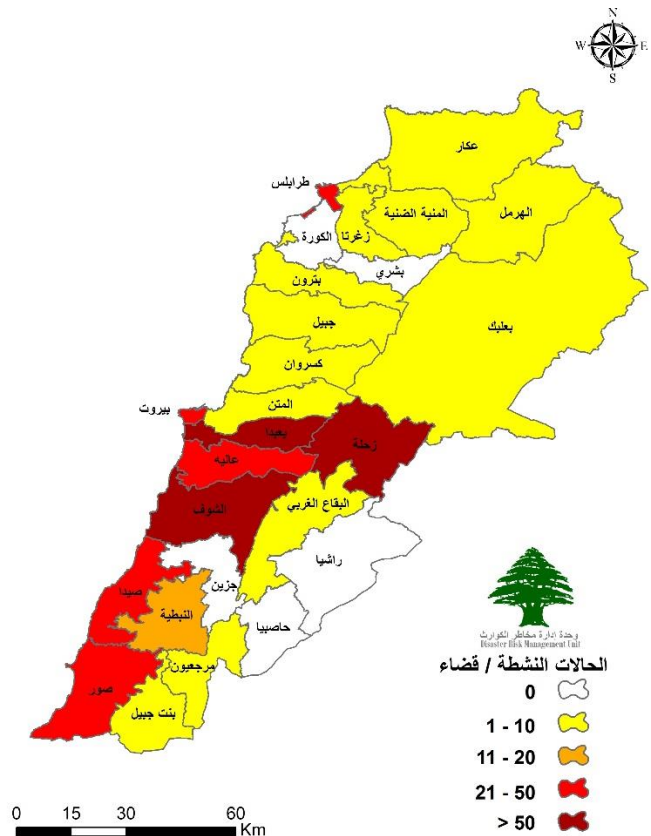 N
W E
S
عكار
طرابلس
الهرمل
المنية الضنية
زغرتا
الكورة
بشري
بترون
جبيل
بعلبك
كسروان
المتن
بيروت
بعبدا
زحلة
عاليه
الشوف
البقاع الغربي
راشيا
جزين
صيدا
النبطية
حاصبيا
مرجعيون
صور
بنت جبيل
وحدة ادارة مخاطر الكوارث
Disaster Risk Management Unit
الحالات النشطة / قضاء
0
1 - 10
11 - 20
21 - 50
> 50
0 15 30 60
Km